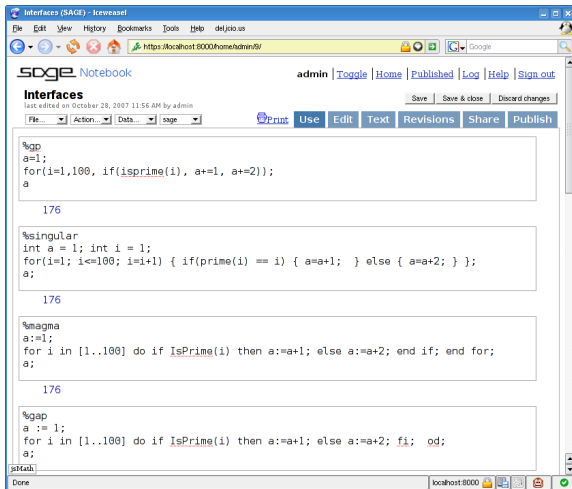 Interfaces (SAGE) - Iceweasel
File Edit View History Bookmarks Tools Help del.icio.us
https://localhost:8000/home/admin/9/ Google
SAGE Notebook admin | Toggle | Home | Published | Log | Help | Sign out
Interfaces
last edited on October 28, 2007 11:56 AM by admin
Save Save & close Discard changes
File... Action... Data... sage Print Use Edit Text Revisions Share Publish
%gp
a=1;
for(i=1,100, if(isprime(i), a+=1, a+=2));
a
176
%singular
int a = 1; int i = 1;
for(i=1; i<=100; i=i+1) { if(prime(i) == i) { a=a+1; } else { a=a+2; } };
a;
176
%magma
a:=1;
for i in [1..100] do if IsPrime(i) then a:=a+1; else a:=a+2; end if; end for;
a;
176
%gap
a := 1;
for i in [1..100] do if IsPrime(i) then a:=a+1; else a:=a+2; fi; od;
a;
jsMath
Done localhost:8000